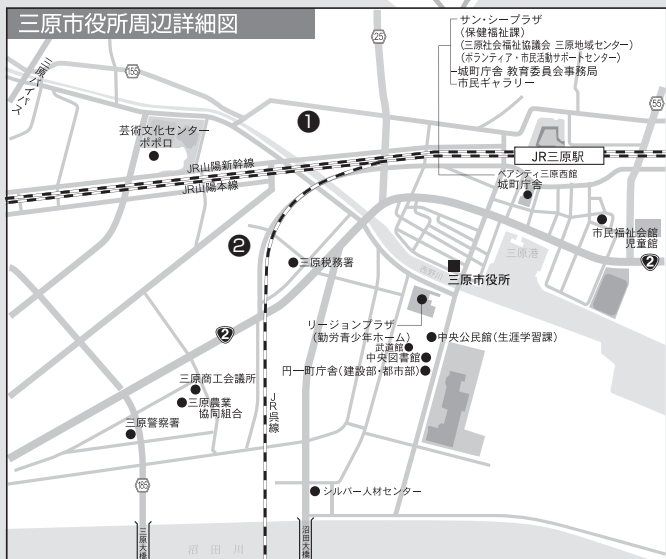 三原市役所周辺詳細図
サン・シープラザ
(保健福祉課)
(三原社会福祉協議会 三原地域センター)
(ボランティア・市民活動サポートセンター)
城町庁舎 教育委員会事務局
市民ギャラリー
25
155
55
三原バイパス
1
芸術文化センター
ポポロ
JR山陽新幹線
JR山陽本線
JR三原駅
ペアシティ三原西館
城町庁舎
市民福祉会館
児童館
2
三原税務署
西野川
三原港
2
三原市役所
リージョンプラザ
(勤労青少年ホーム)
中央公民館(生涯学習課)
武道館
中央図書館
円一町庁舎(建設部・都市部)
2
三原商工会議所
三原農業
協同組合
三原警察署
JR呉線
185
シルバー人材センター
三原大橋
沼田川
沼田大橋